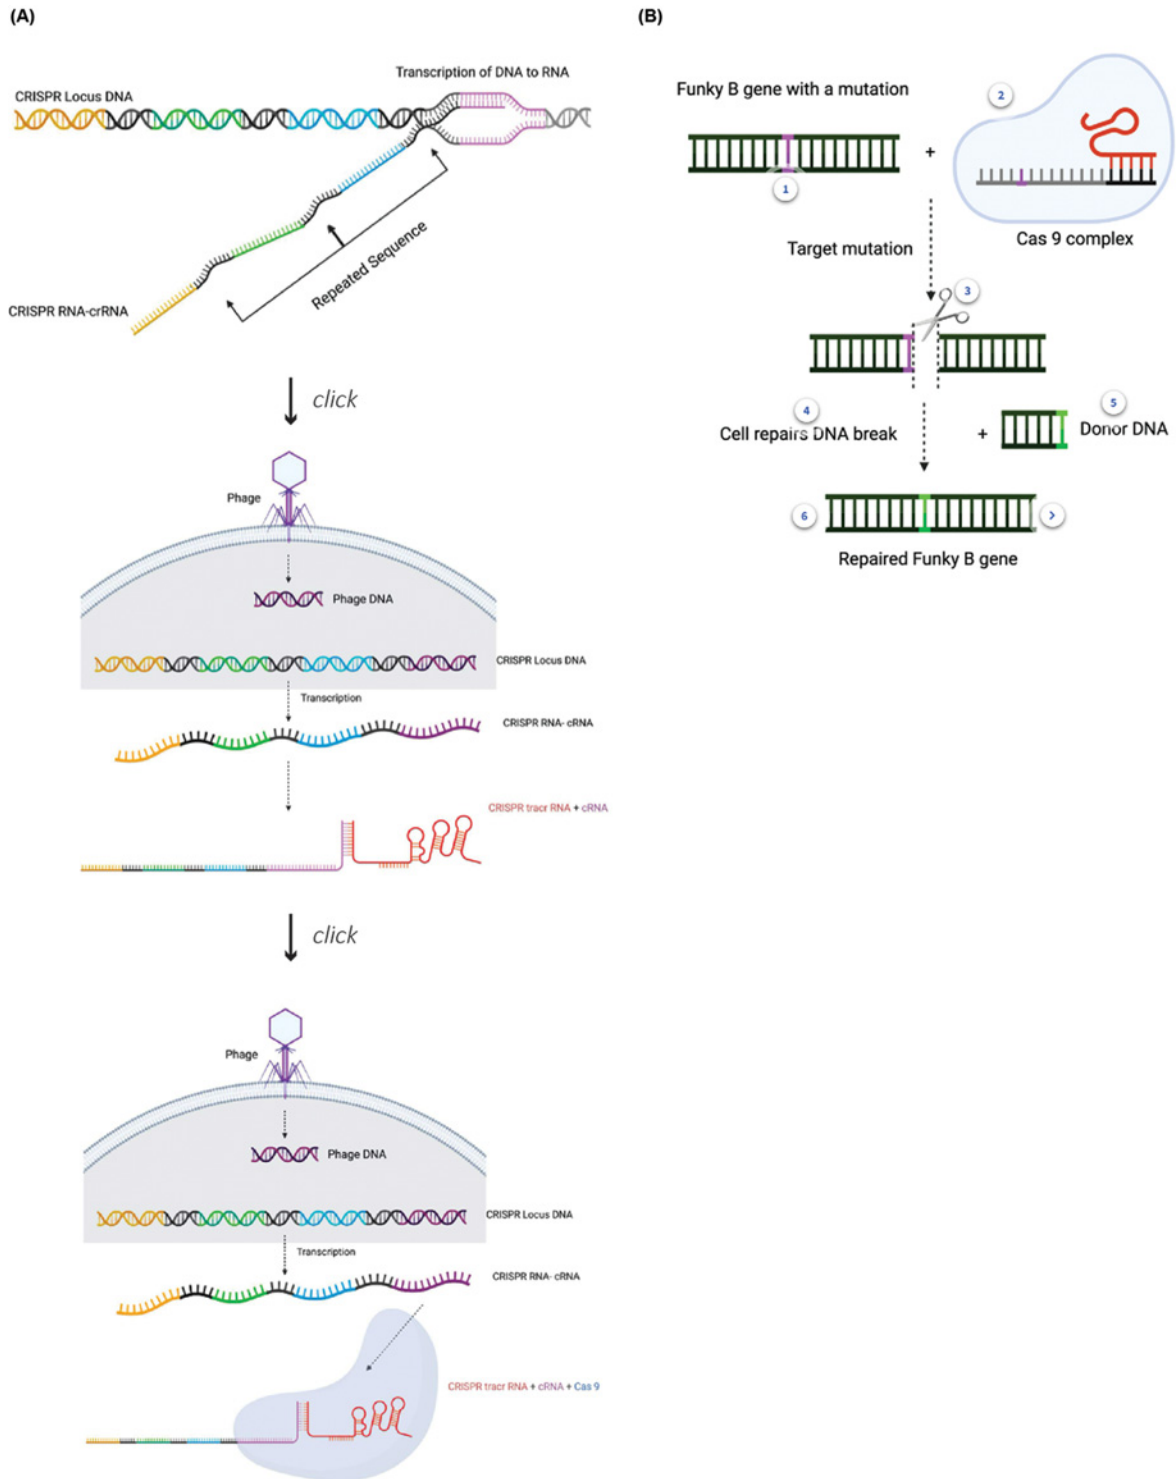 (A)
Transcription of DNA to RNA
CRISPR Locus DNA
Repeated Sequence
CRISPR RNA-crRNA
click
Phage
Phage DNA
CRISPR Locus DNA
Transcription
CRISPR RNA- cRNA
CRISPR tracr RNA + cRNA
click
Phage
Phage DNA
CRISPR Locus DNA
Transcription
CRISPR RNA- cRNA
CRISPR tracr RNA + cRNA + Cas 9
(B)
Funky B gene with a mutation
2
+
1
Cas 9 complex
Target mutation
3
4
5
Cell repairs DNA break
+
Donor DNA
6
>
Repaired Funky B gene